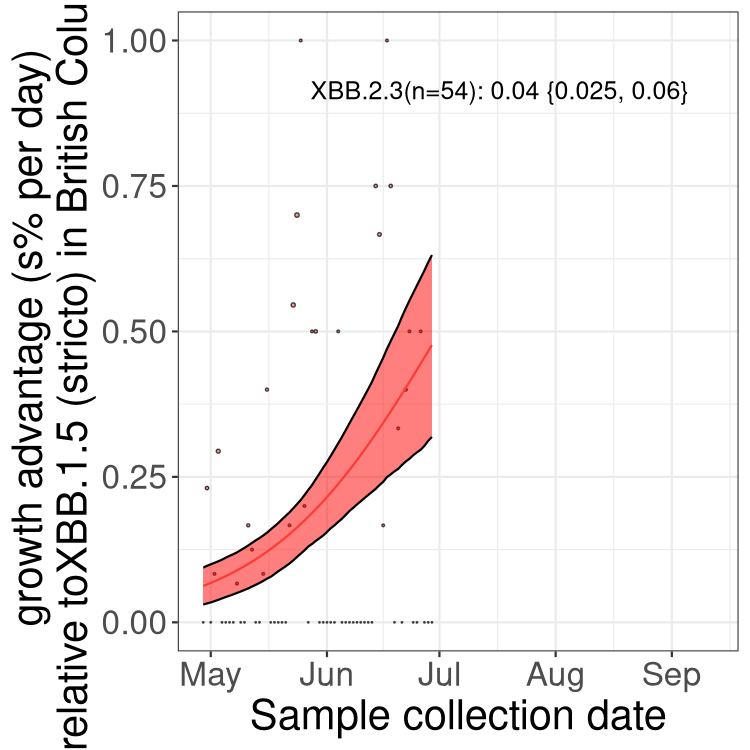 growth advantage (s% per day)
relative toXBB.1.5 (stricto) in British Colu
1.00
0.75
0.50
0.25
0.00
XBB.2.3(n=54): 0.04 {0.025, 0.06}
May Jun Jul Aug Sep
Sample collection date